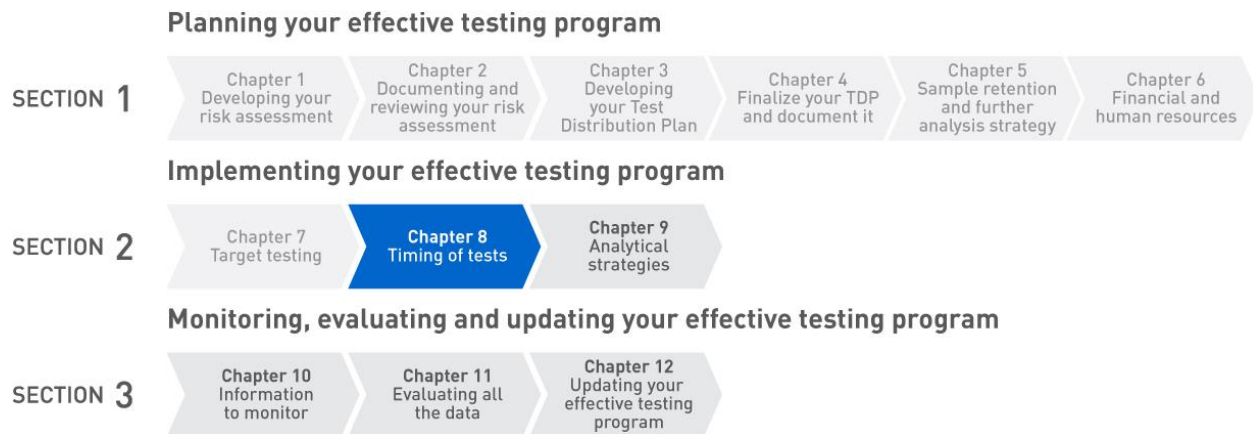 Planning your effective testing program
SECTION 1
Chapter 1
Developing your
risk assessment
Chapter 2
Documenting and
reviewing your risk
assessment
Chapter 3
Developing
your Test
Distribution Plan
Chapter 4
Finalize your TDP
and document it
Chapter 5
Sample retention
and further
analysis strategy
Chapter 6
Financial and
human resources
Implementing your effective testing program
SECTION 2
Chapter 7
Target testing
Chapter 8
Timing of tests
Chapter 9
Analytical
strategies
Monitoring, evaluating and updating your effective testing program
SECTION 3
Chapter 10
Information
to monitor
Chapter 11
Evaluating all
the data
Chapter 12
Updating your
effective testing
program